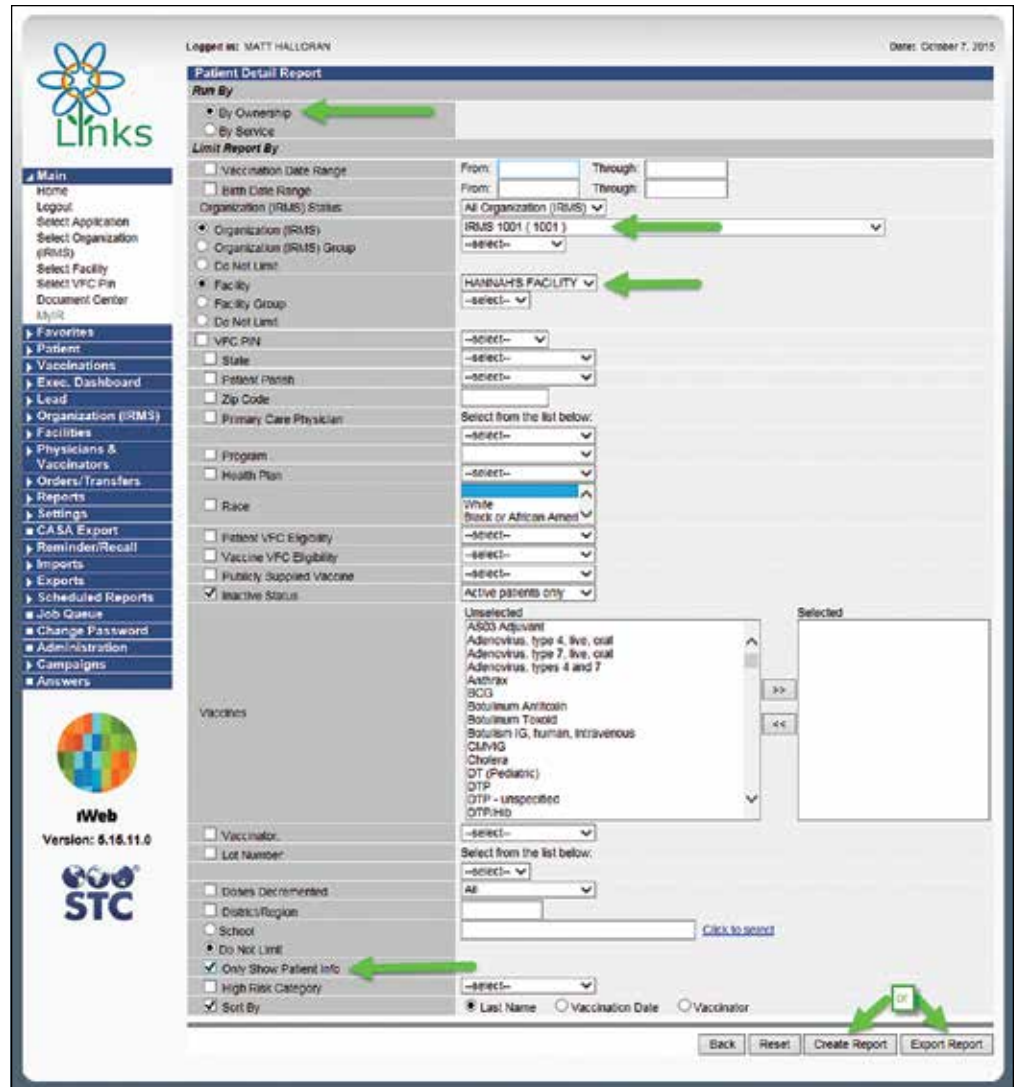 Logged in: MATT HALLORAN
Date: October 7, 2015
Links
Main
Home
Logout
Select Application
Select Organization
(IRMS)
Select Facility
Select VFC Pin
Document Center
MyIR
Favorites
Patient
Vaccinations
Exec. Dashboard
Lead
Organization (IRMS)
Facilities
Physicians &
Vaccinators
Orders/Transfers
Reports
Settings
CASA Export
Reminder/Recall
Imports
Exports
Scheduled Reports
Job Queue
Change Password
Administration
Campaigns
Answers
iWeb
Version: 5.15.11.0
STC
Patient Detail Report
Run By
By Ownership
By Service
Limit Report By
Vaccination Date Range From: Through:
Birth Date Range From: Through:
Organization (IRMS) Status All Organization (IRMS)
Organization (IRMS) IRMS 1001 ( 1001 )
Organization (IRMS) Group --select--
Do Not Limit
Facility HANNAH'S FACILITY
Facility Group --select--
Do Not Limit
VFC PIN --select--
State --select--
Patient Parish --select--
Zip Code
Primary Care Physician Select from the list below:
--select--
Program
Health Plan --select--
Race
White
Black or African Amer
Patient VFC Eligibility --select--
Vaccine VFC Eligibility --select--
Publicly Supplied Vaccine --select--
Inactive Status Active patients only
Vaccines
Unselected Selected
AS03 Adjuvant
Adenovirus, type 4, live, oral
Adenovirus, type 7, live, oral
Adenovirus, types 4 and 7
Anthrax
BCG
Botulinum Antitoxin
Botulinum Toxoid
Botulism IG, human, intravenous
CMVIG
Cholera
DT (Pediatric)
DTP
DTP - unspecified
DTP/Hib
>>
<<
Vaccinator --select--
Lot Number Select from the list below:
--select--
Doses Decremented All
District/Region
School Click to select
Do Not Limit
Only Show Patient Info
High Risk Category --select--
Sort By Last Name Vaccination Date Vaccinator
or
Back Reset Create Report Export Report